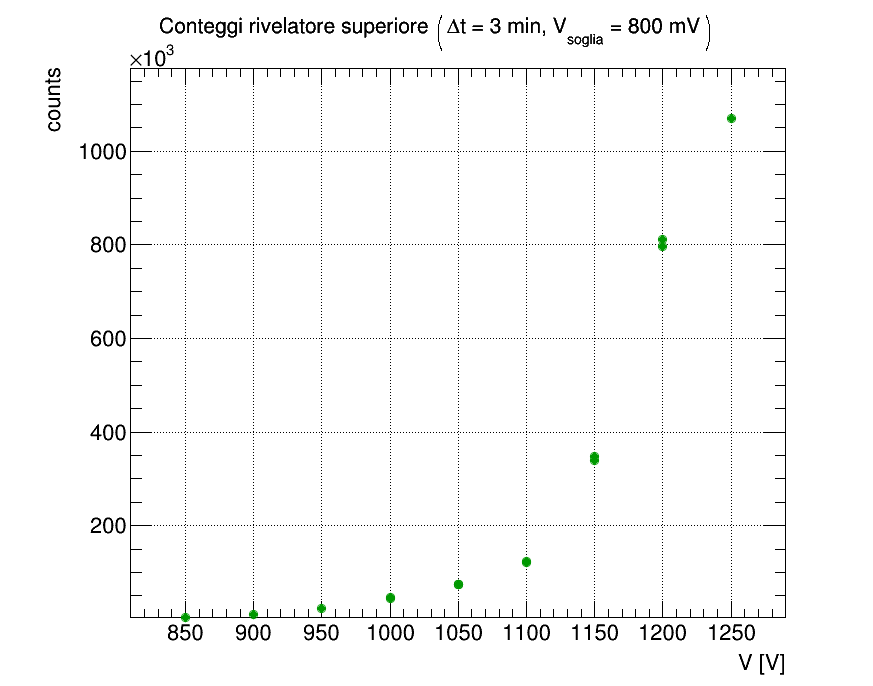 Conteggi rivelatore superiore (Δt = 3 min, V_soglia = 800 mV)
×10³
counts
1000
800
600
400
200
850 900 950 1000 1050 1100 1150 1200 1250
V [V]